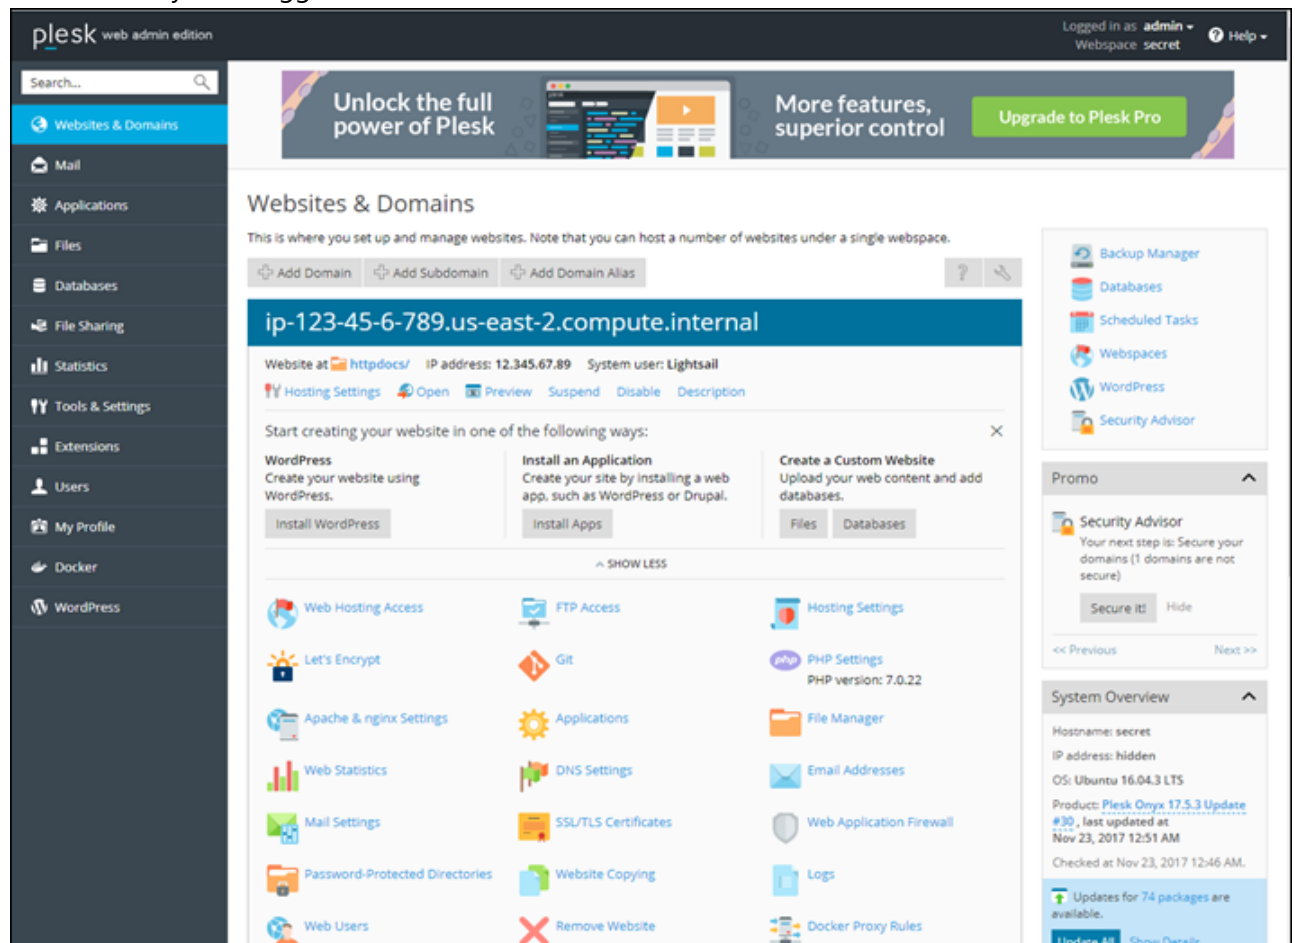 plesk web admin edition
Logged in as admin
Webspace secret
Help
Search...
Websites & Domains
Mail
Applications
Files
Databases
File Sharing
Statistics
Tools & Settings
Extensions
Users
My Profile
Docker
WordPress
Unlock the full
power of Plesk
More features,
superior control
Upgrade to Plesk Pro
Websites & Domains
This is where you set up and manage websites. Note that you can host a number of websites under a single webspace.
Add Domain
Add Subdomain
Add Domain Alias
?
ip-123-45-6-789.us-east-2.compute.internal
Website at httpdocs/ IP address: 12.345.67.89 System user: Lightsail
Hosting Settings Open Preview Suspend Disable Description
Start creating your website in one of the following ways:
WordPress
Create your website using
WordPress.
Install WordPress
Install an Application
Create your site by installing a web
app, such as WordPress or Drupal.
Install Apps
Create a Custom Website
Upload your web content and add
databases.
Files
Databases
SHOW LESS
Web Hosting Access
FTP Access
Hosting Settings
Let's Encrypt
Git
php PHP Settings
PHP version: 7.0.22
Apache & nginx Settings
Applications
File Manager
Web Statistics
DNS Settings
Email Addresses
Mail Settings
SSL/TLS Certificates
Web Application Firewall
Password-Protected Directories
Website Copying
Logs
Web Users
Remove Website
Docker Proxy Rules
Backup Manager
Databases
Scheduled Tasks
Webspaces
WordPress
Security Advisor
Promo
Security Advisor
Your next step is: Secure your
domains (1 domains are not
secure)
Secure it!
Hide
<< Previous
Next >>
System Overview
Hostname: secret
IP address: hidden
OS: Ubuntu 16.04.3 LTS
Product: Plesk Onyx 17.5.3 Update
#30 , last updated at
Nov 23, 2017 12:51 AM
Checked at Nov 23, 2017 12:46 AM.
Updates for 74 packages are
available.
Update All Show Details